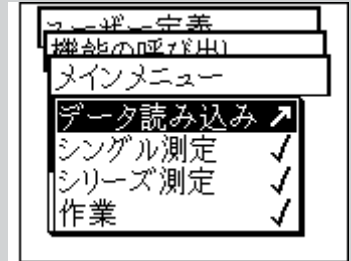 ユーザー定義
機能の呼び出し
メインメニュー
データ読み込み
シングル測定
シリーズ測定
作業